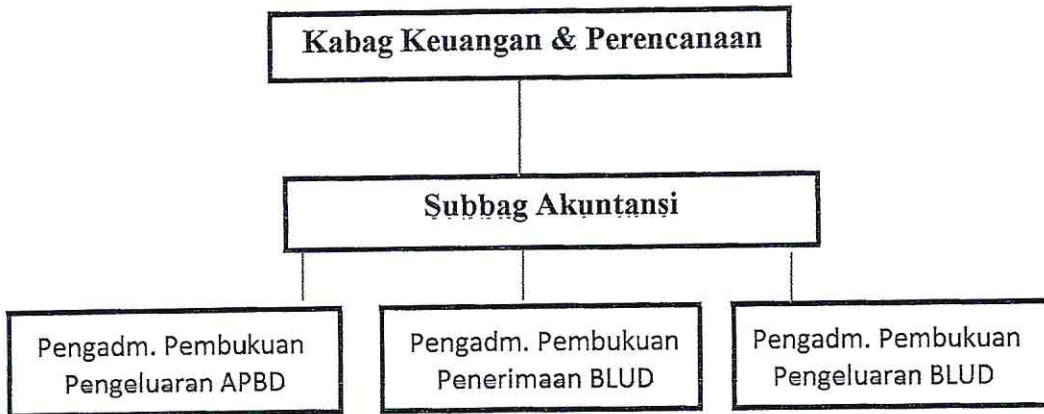 Kabag Keuangan & Perencanaan
Subbag Akuntansi
Pengadm. Pembukuan
Pengeluaran APBD
Pengadm. Pembukuan
Penerimaan BLUD
Pengadm. Pembukuan
Pengeluaran BLUD